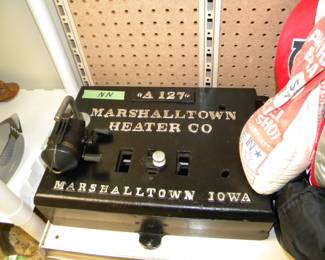 NN
"A 127"
MARSHALLTOWN
HEATER CO
MARSHALLTOWN IOWA